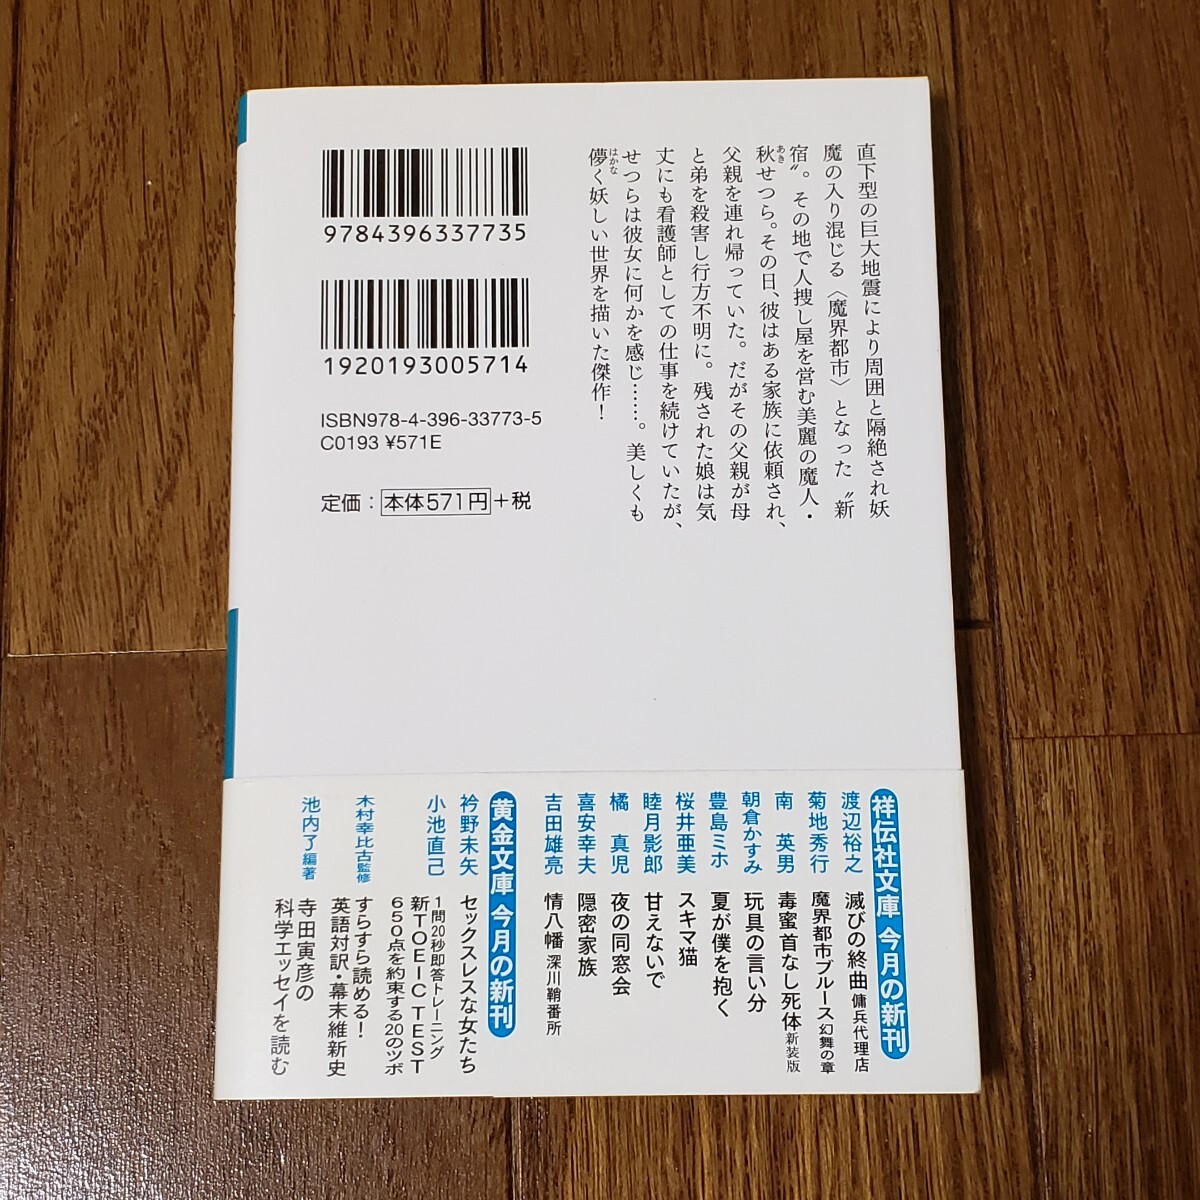 直下型の巨大地震により周囲と隔絶され妖
魔の入り混じる〈魔界都市〉となった〝新
宿〟。その地で人捜し屋を営む美麗の魔人・
秋せつら。その日、彼はある家族に依頼され、
あき
父親を連れ帰っていた。だがその父親が母
と弟を殺害し行方不明に。残された娘は気
丈にも看護師としての仕事を続けていたが、
せつらは彼女に何かを感じ……。美しくも
儚く妖しい世界を描いた傑作！
はかな
9784396337735
1920193005714
ISBN978-4-396-33773-5
C0193 ¥571E
定価：本体571円+税
祥伝社文庫 今月の新刊
渡辺裕之 滅びの終曲 傭兵代理店
菊地秀行 魔界都市ブルース 幻舞の章
南 英男 毒蜜首なし死体 新装版
朝倉かすみ 玩具の言い分
豊島ミホ 夏が僕を抱く
桜井亜美 スキマ猫
睦月影郎 甘えないで
橘 真児 夜の同窓会
喜安幸夫 隠密家族
吉田雄亮 情八幡 深川鞘番所
黄金文庫 今月の新刊
衿野未矢 セックスレスな女たち
小池直己 1問20秒即答トレーニング
新TOEIC TEST
650点を約束する20のツボ
木村幸比古監修 すらすら読める！
英語対訳・幕末維新史
池内了編著 寺田寅彦の
科学エッセイを読む